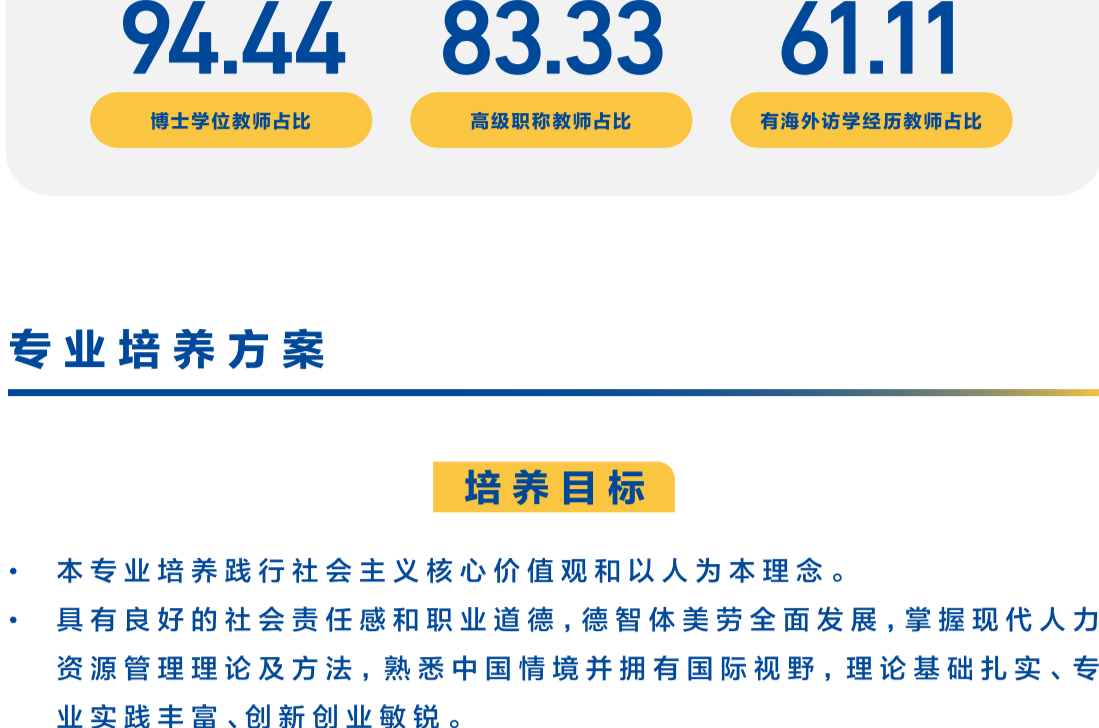 94.44 83.33 61.11
博士学位教师占比 高级职称教师占比 有海外访学经历教师占比
专业培养方案
培养目标
• 本专业培养践行社会主义核心价值观和以人为本理念。
• 具有良好的社会责任感和职业道德，德智体美劳全面发展，掌握现代人力
资源管理理论及方法，熟悉中国情境并拥有国际视野，理论基础扎实、专
业实践丰富、创新创业敏锐。